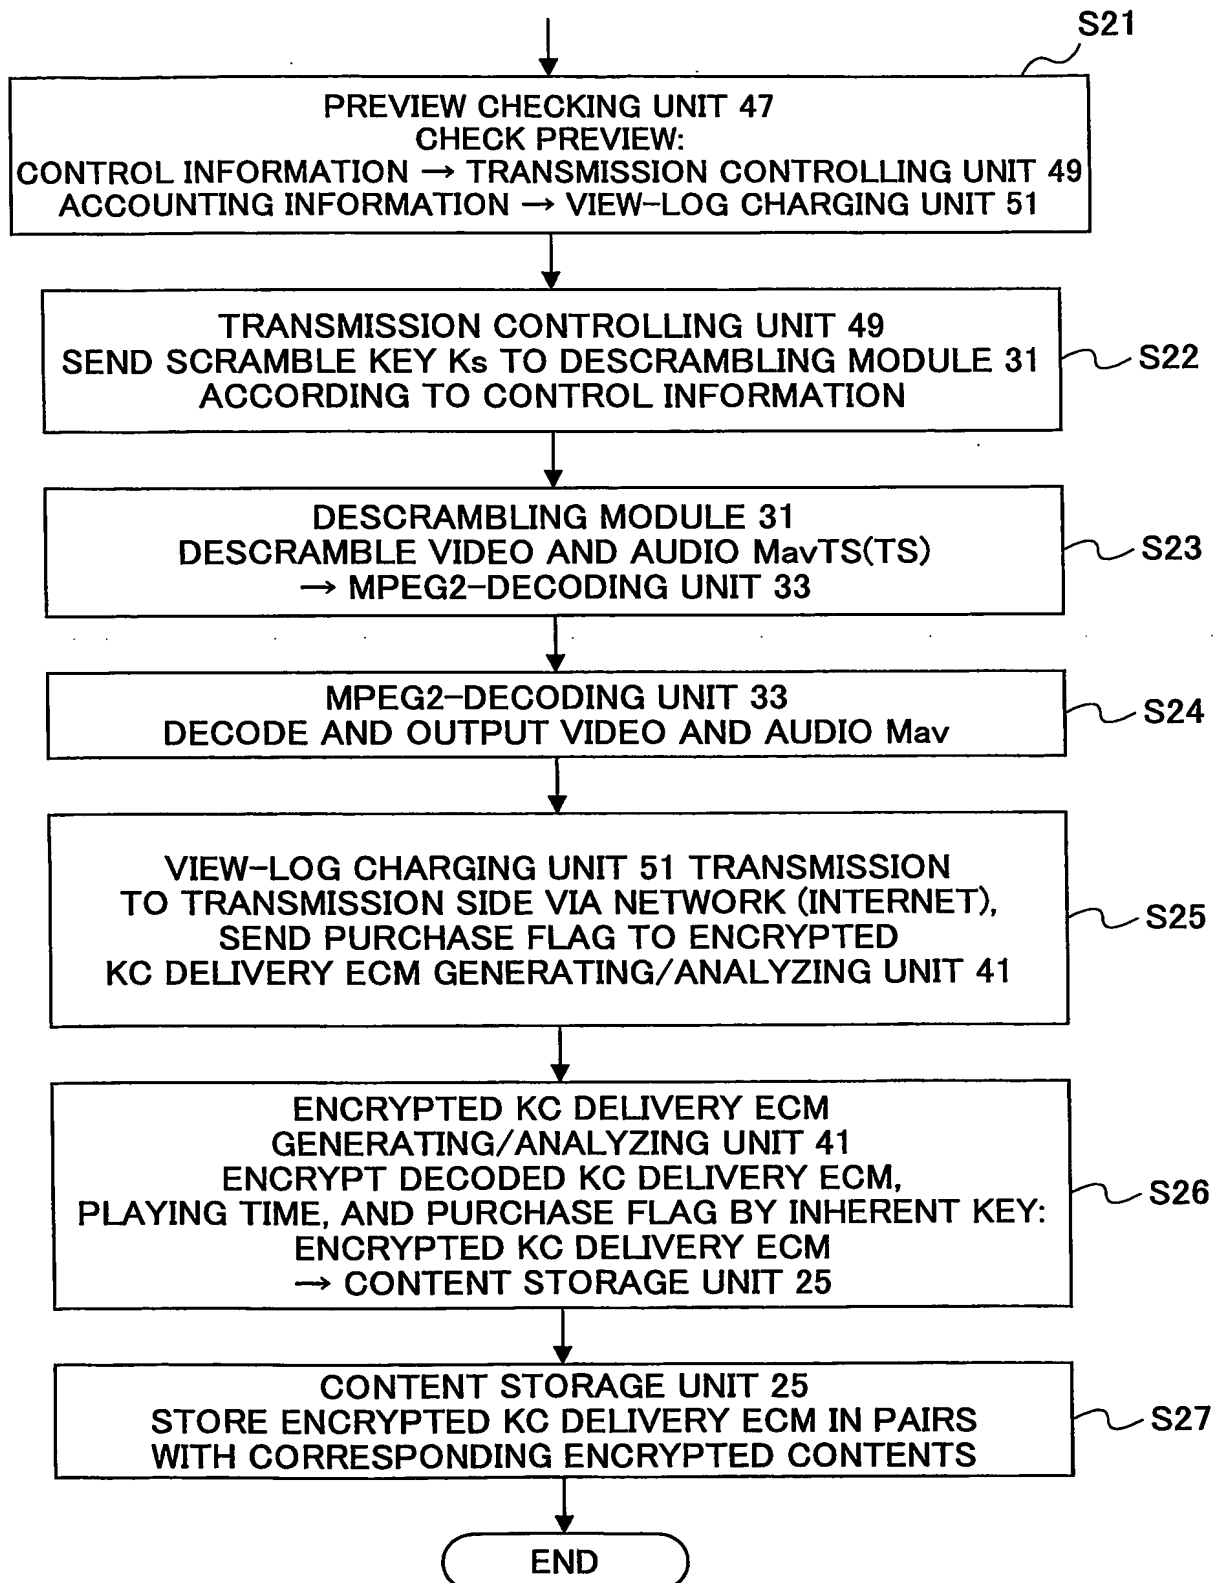 S21
PREVIEW CHECKING UNIT 47
CHECK PREVIEW:
CONTROL INFORMATION → TRANSMISSION CONTROLLING UNIT 49
ACCOUNTING INFORMATION → VIEW-LOG CHARGING UNIT 51
TRANSMISSION CONTROLLING UNIT 49
SEND SCRAMBLE KEY Ks TO DESCRAMBLING MODULE 31
ACCORDING TO CONTROL INFORMATION
S22
DESCRAMBLING MODULE 31
DESCRAMBLE VIDEO AND AUDIO MavTS(TS)
→ MPEG2-DECODING UNIT 33
S23
MPEG2-DECODING UNIT 33
DECODE AND OUTPUT VIDEO AND AUDIO Mav
S24
VIEW-LOG CHARGING UNIT 51 TRANSMISSION
TO TRANSMISSION SIDE VIA NETWORK (INTERNET),
SEND PURCHASE FLAG TO ENCRYPTED
KC DELIVERY ECM GENERATING/ANALYZING UNIT 41
S25
ENCRYPTED KC DELIVERY ECM
GENERATING/ANALYZING UNIT 41
ENCRYPT DECODED KC DELIVERY ECM,
PLAYING TIME, AND PURCHASE FLAG BY INHERENT KEY:
ENCRYPTED KC DELIVERY ECM
→ CONTENT STORAGE UNIT 25
S26
CONTENT STORAGE UNIT 25
STORE ENCRYPTED KC DELIVERY ECM IN PAIRS
WITH CORRESPONDING ENCRYPTED CONTENTS
S27
END